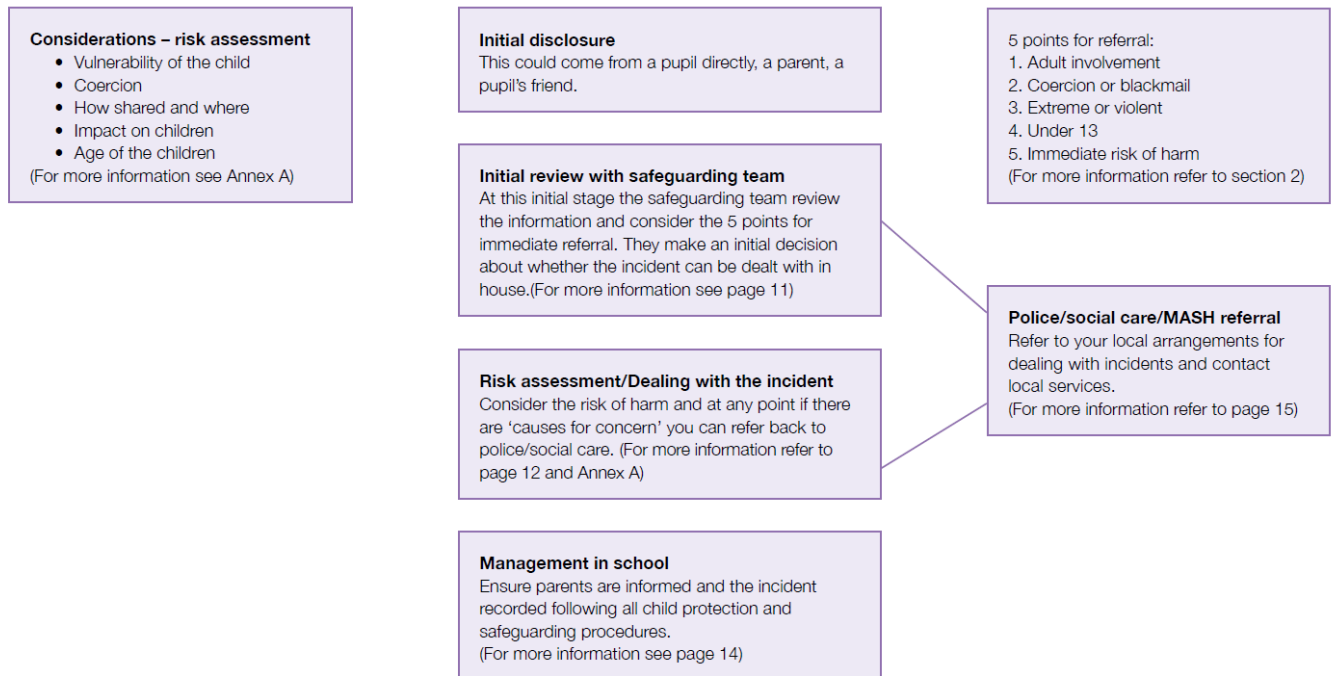 Considerations – risk assessment
• Vulnerability of the child
• Coercion
• How shared and where
• Impact on children
• Age of the children
(For more information see Annex A)
Initial disclosure
This could come from a pupil directly, a parent, a
pupil's friend.
Initial review with safeguarding team
At this initial stage the safeguarding team review
the information and consider the 5 points for
immediate referral. They make an initial decision
about whether the incident can be dealt with in
house.(For more information see page 11)
Risk assessment/Dealing with the incident
Consider the risk of harm and at any point if there
are ‘causes for concern’ you can refer back to
police/social care. (For more information refer to
page 12 and Annex A)
Management in school
Ensure parents are informed and the incident
recorded following all child protection and
safeguarding procedures.
(For more information see page 14)
5 points for referral:
1. Adult involvement
2. Coercion or blackmail
3. Extreme or violent
4. Under 13
5. Immediate risk of harm
(For more information refer to section 2)
Police/social care/MASH referral
Refer to your local arrangements for
dealing with incidents and contact
local services.
(For more information refer to page 15)